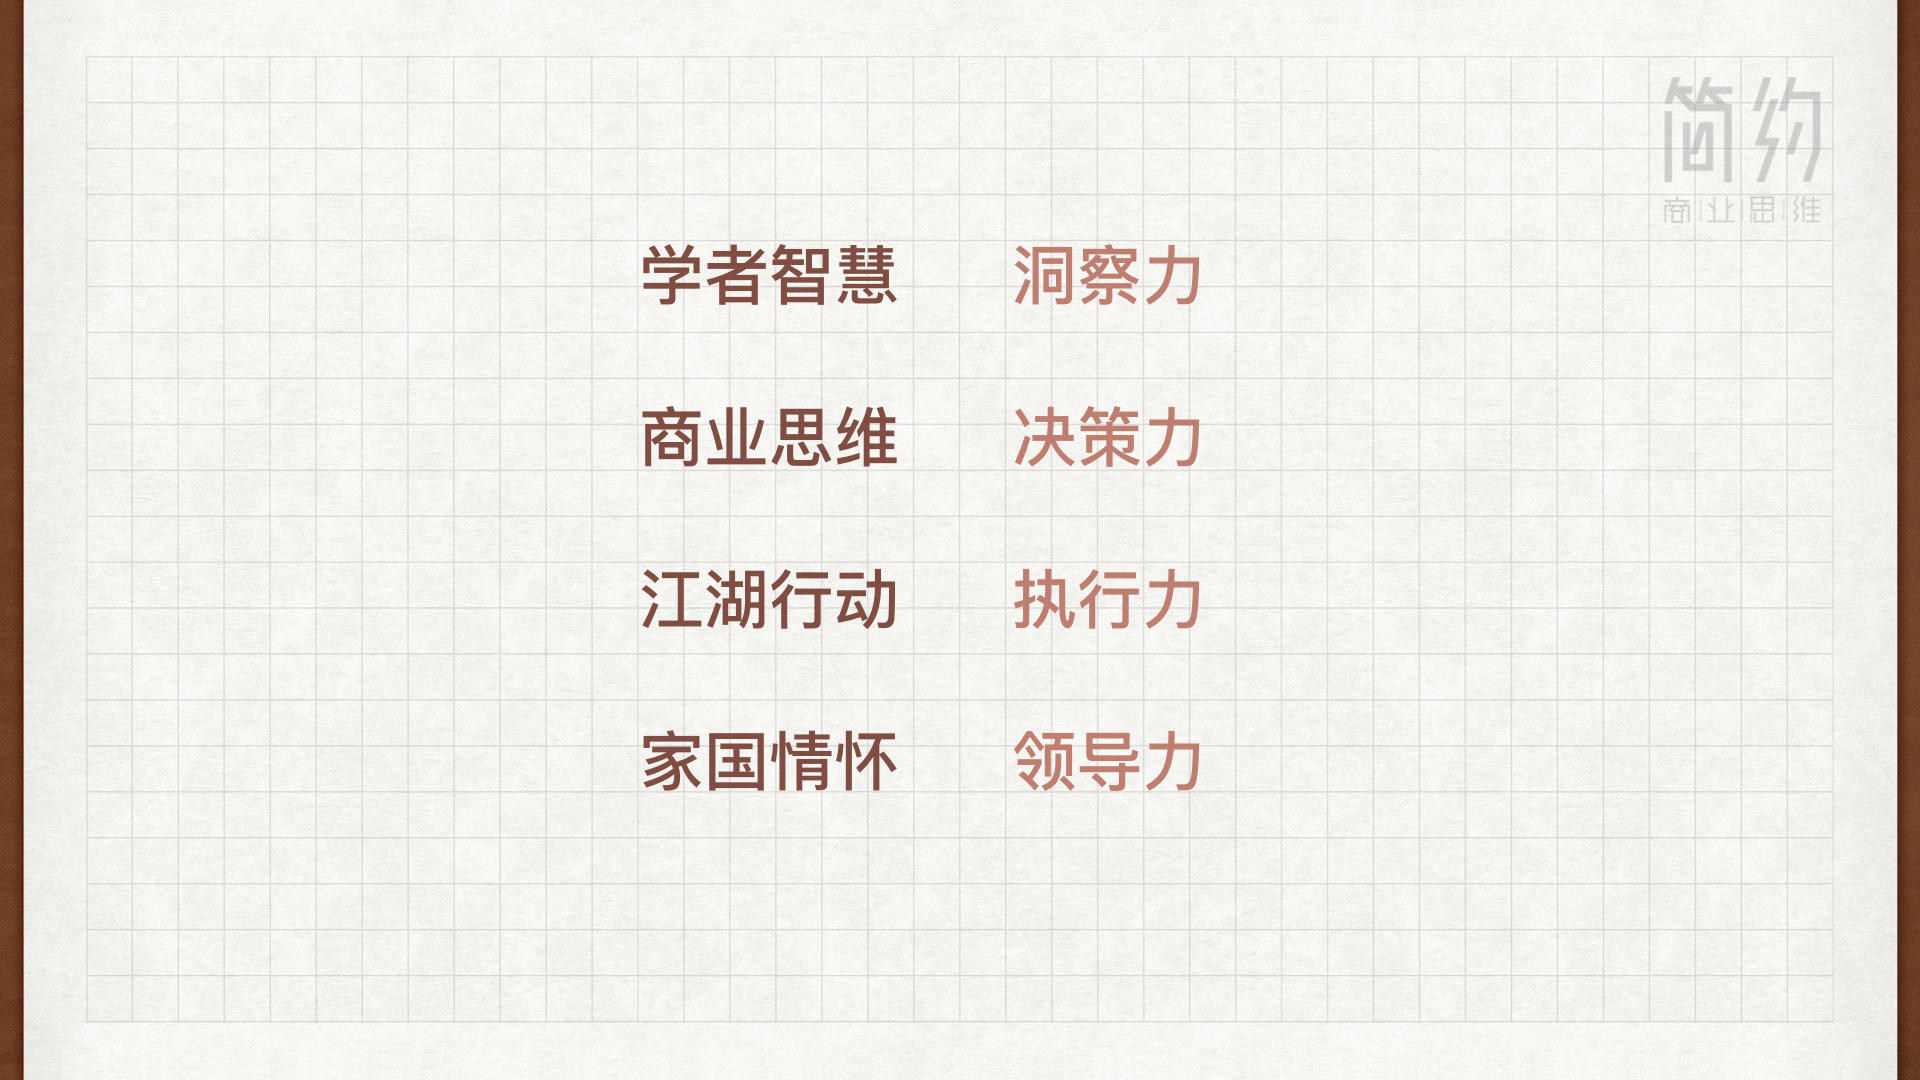 简约
商业思维
学者智慧 洞察力
商业思维 决策力
江湖行动 执行力
家国情怀 领导力